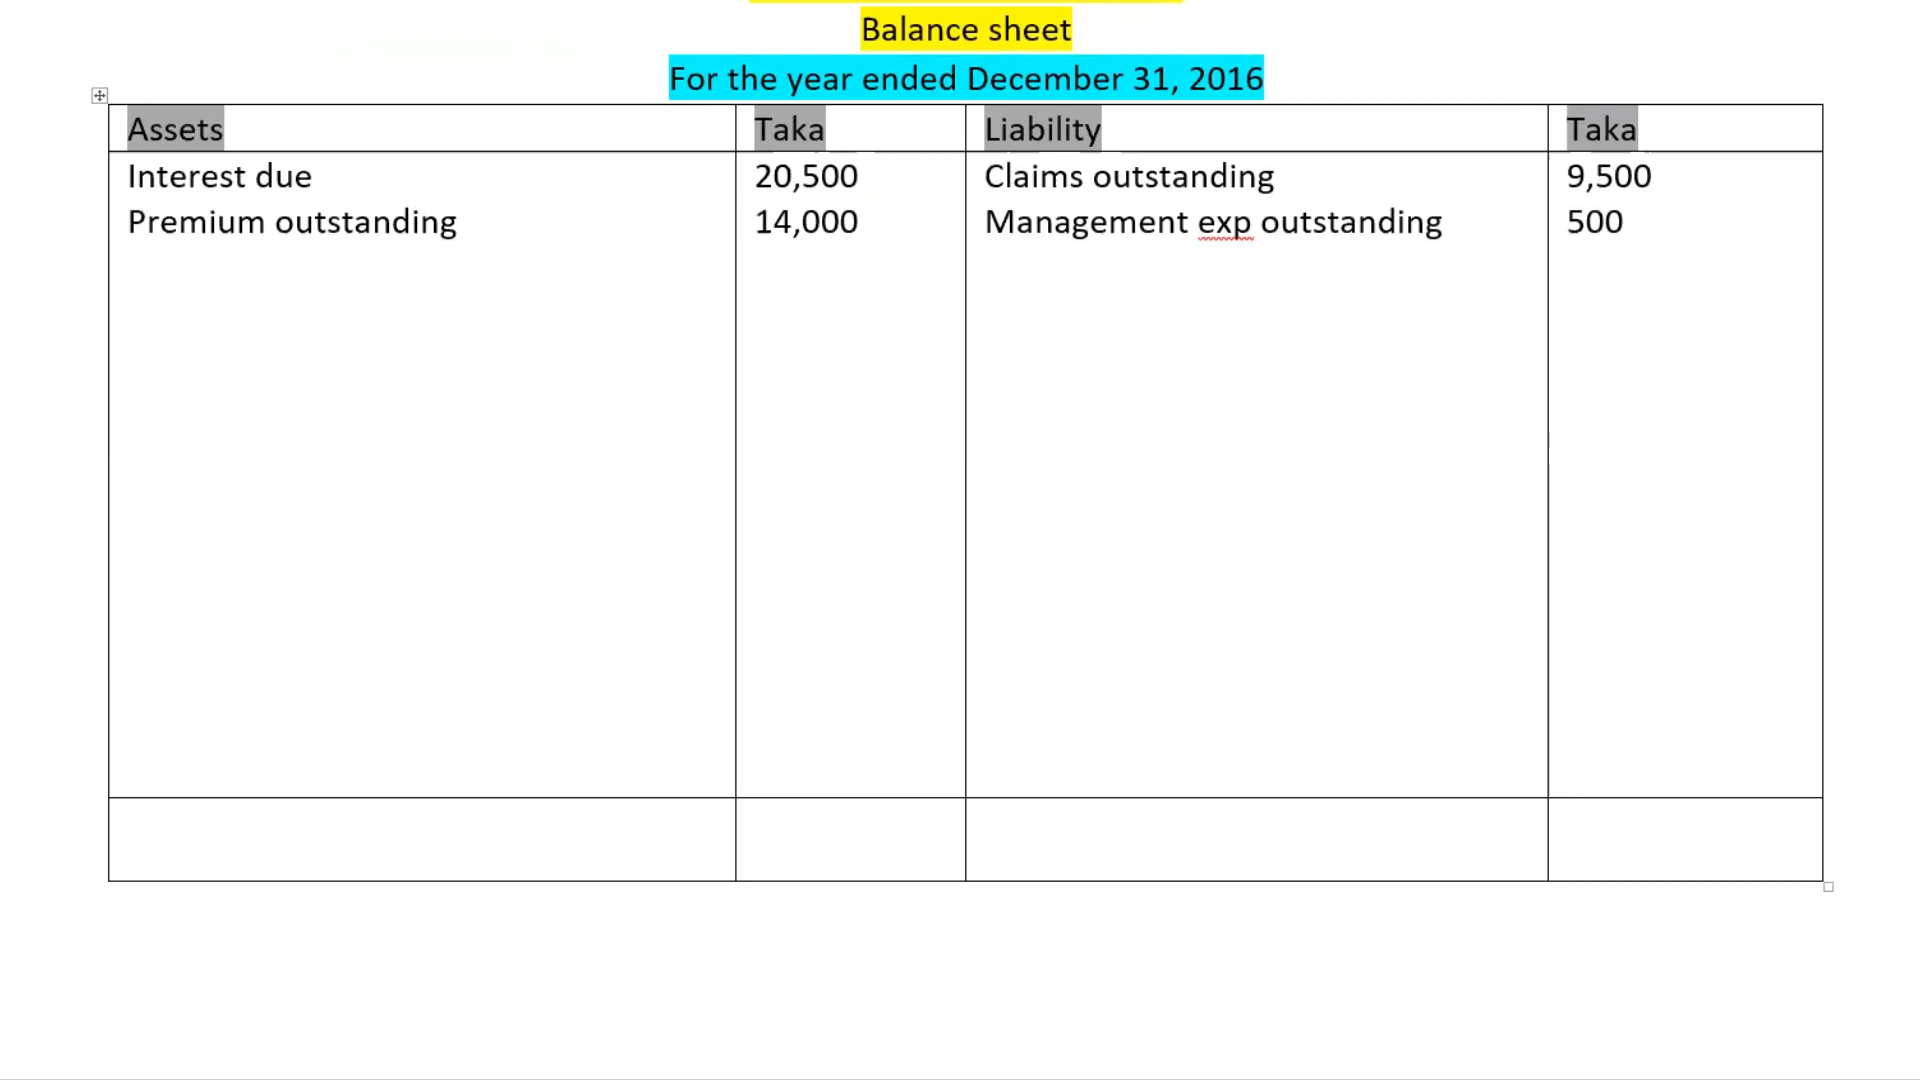 Balance sheet
For the year ended December 31, 2016
Assets Taka Liability Taka
Interest due 20,500 Claims outstanding 9,500
Premium outstanding 14,000 Management exp outstanding 500